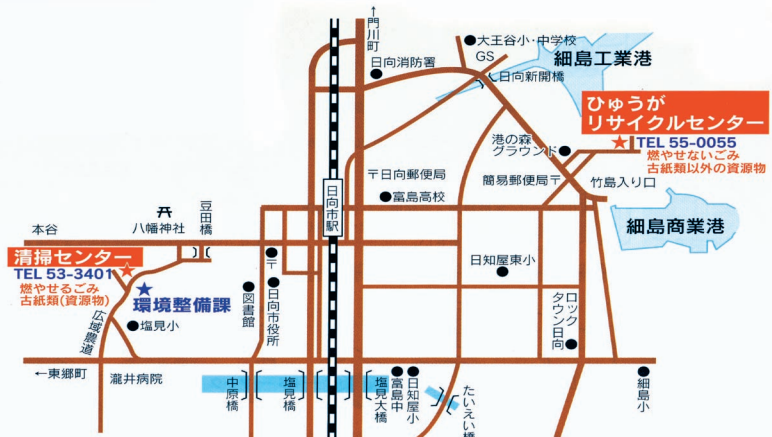 ↑門川町
大王谷小・中学校
GS
細島工業港
日向消防署
日向新開橋
ひゅうが
リサイクルセンター
TEL 55-0055
燃やせないごみ
古紙類以外の資源物
港の森
グラウンド
簡易郵便局〒
竹島入り口
〒日向郵便局
富島高校
日向市駅
細島商業港
豆田橋
八幡神社
本谷
清掃センター
TEL 53-3401
燃やせるごみ
古紙類(資源物)
環境整備課
広域農道
塩見小
〒
図書館
日向市役所
日知屋東小
ロック
タウン日向
←東郷町
瀧井病院
中原橋
塩見橋
塩見大橋
富島中
日知屋小
たいえい橋
細島小